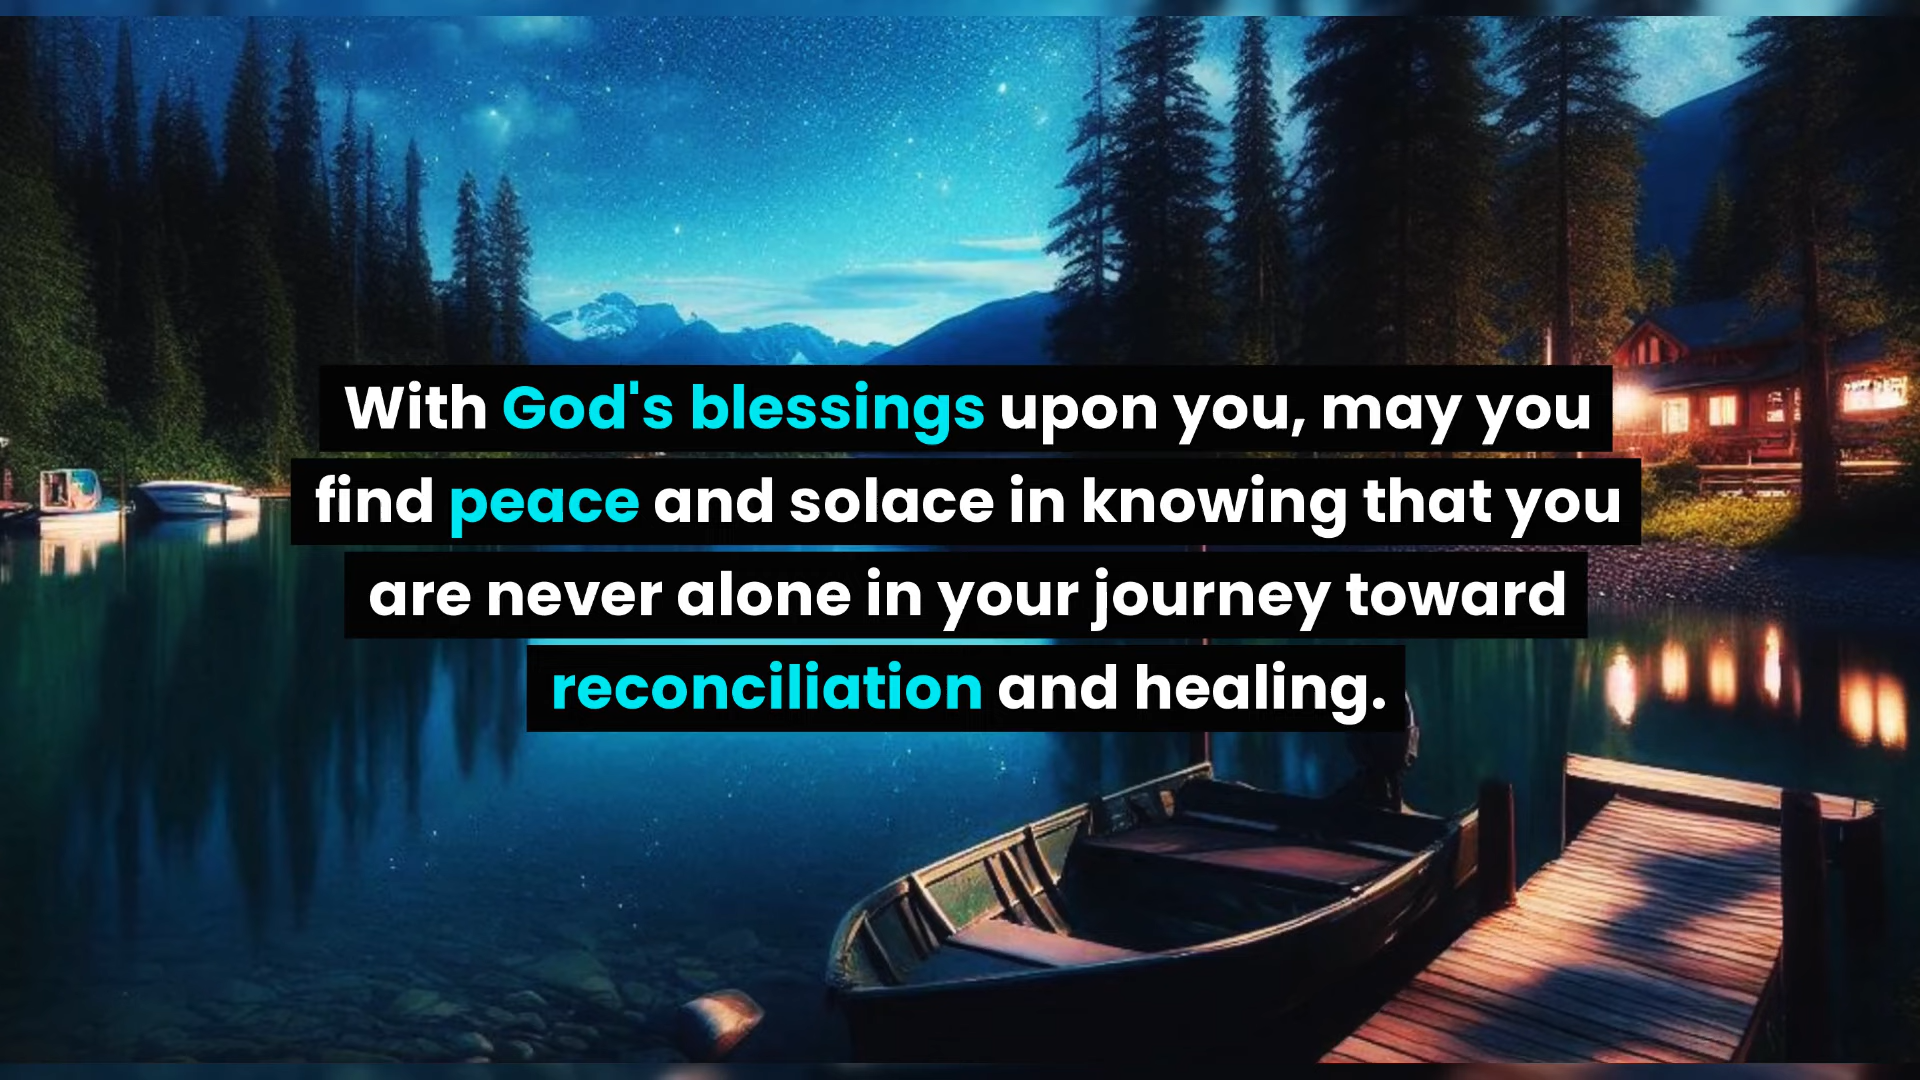 With God's blessings upon you, may you
find peace and solace in knowing that you
are never alone in your journey toward
reconciliation and healing.